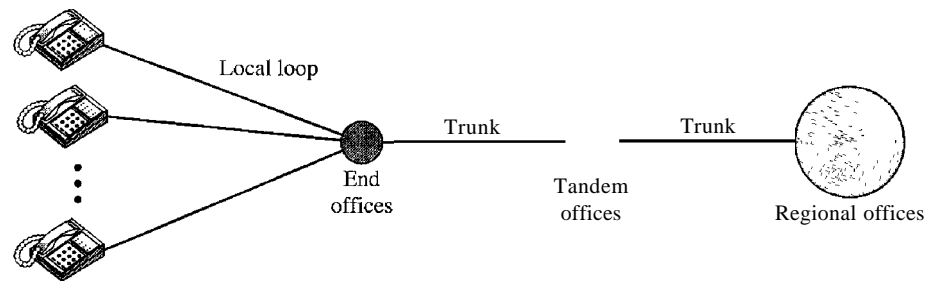 Local loop
Trunk
Trunk
End
offices
Tandem
offices
Regional offices